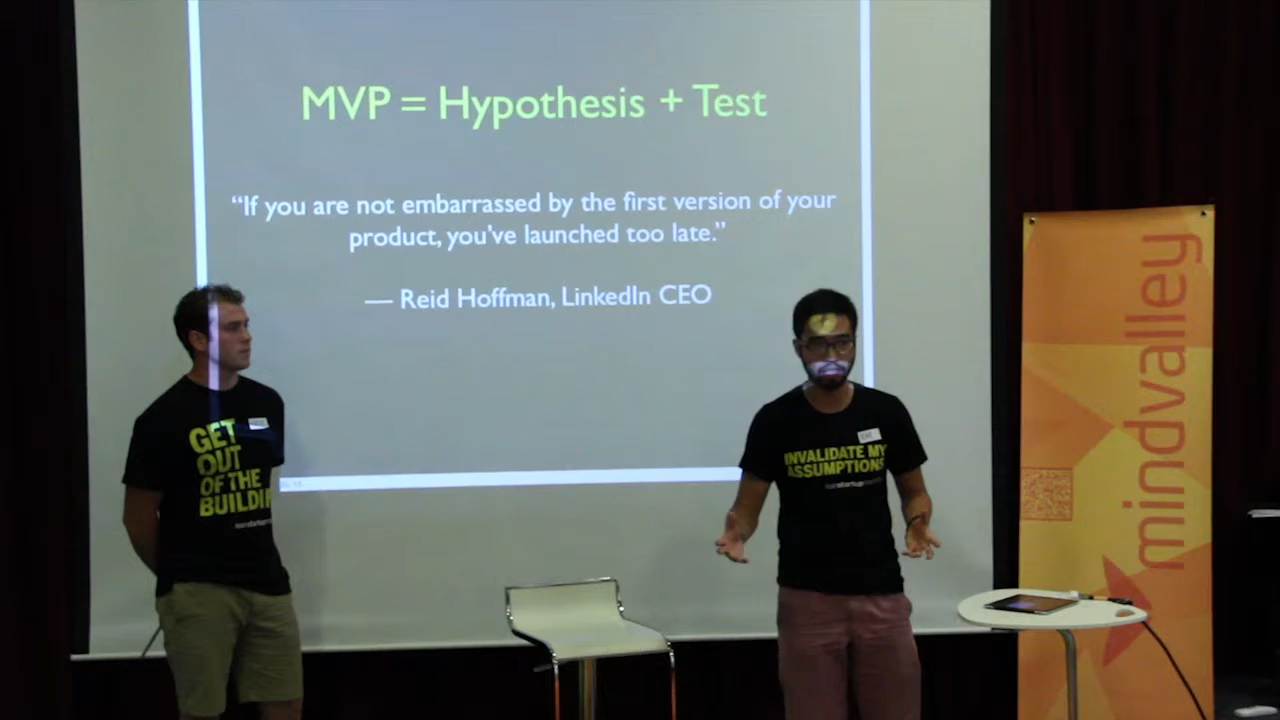 MVP = Hypothesis + Test
“If you are not embarrassed by the first version of your
product, you’ve launched too late.”
— Reid Hoffman, LinkedIn CEO
GET
OUT
OF THE
BUILDIN
INVALIDATE MY
ASSUMPTIONS
mindvalley